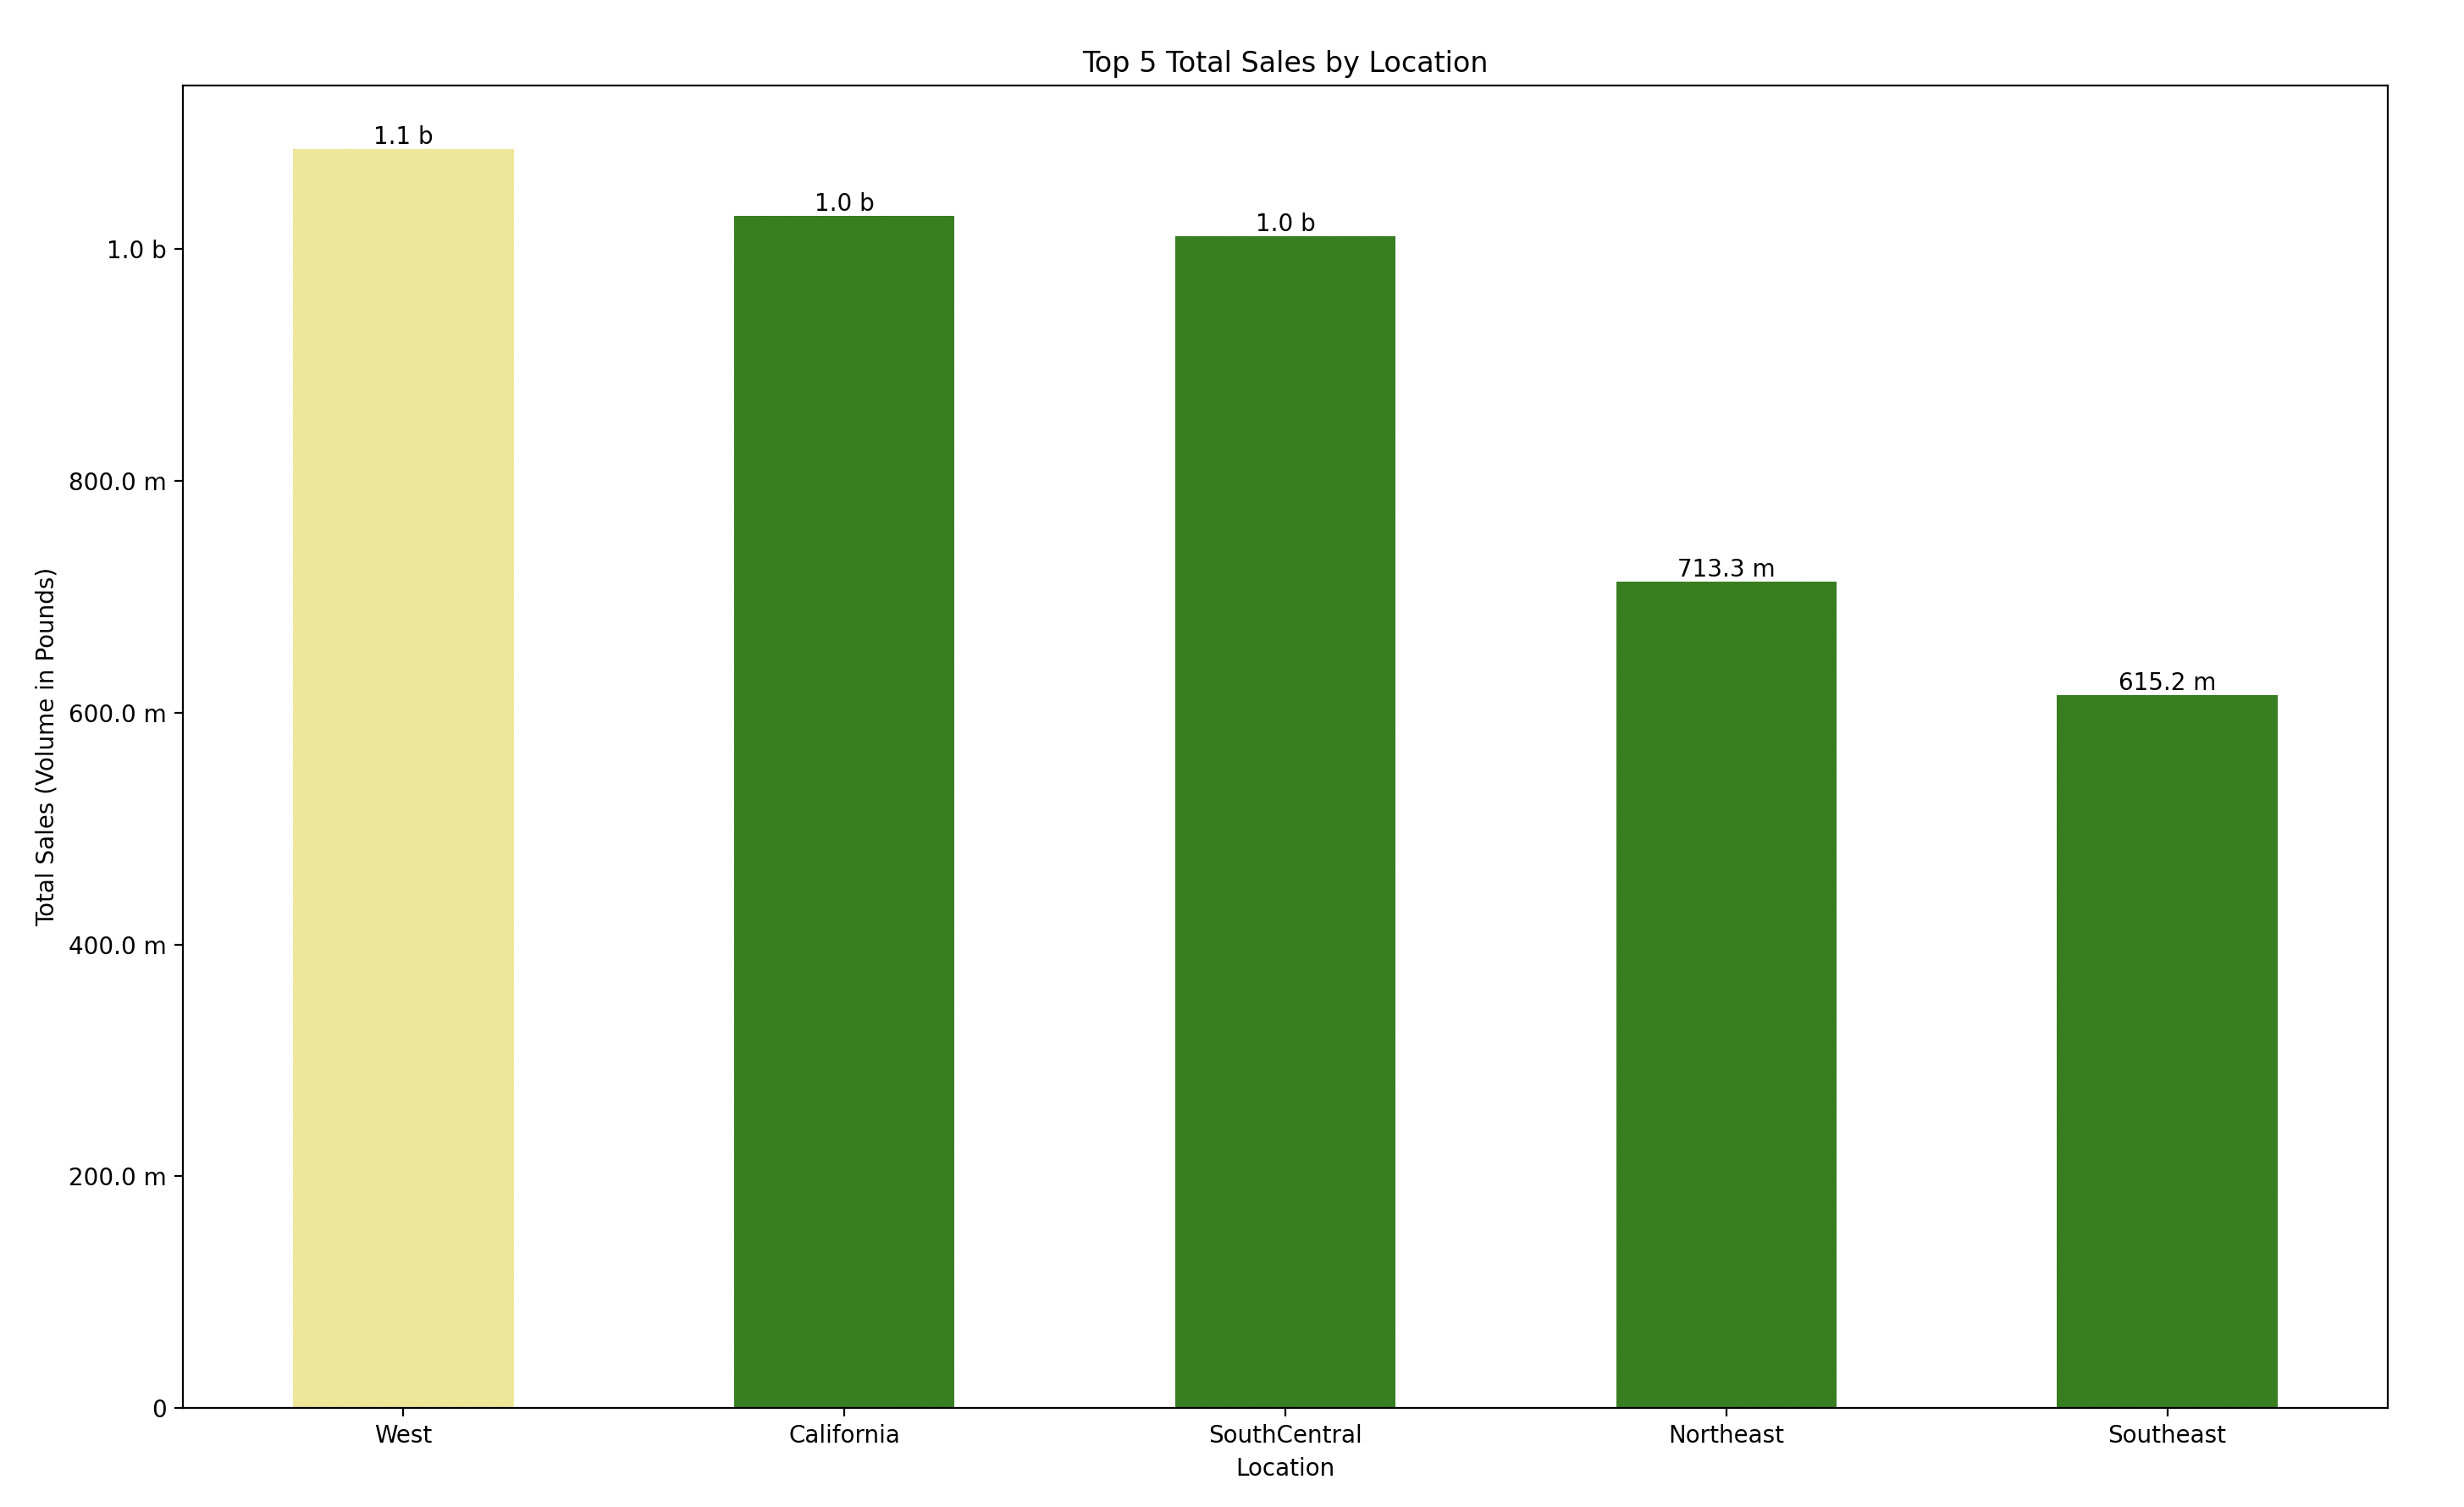 Top 5 Total Sales by Location
1.1 b
1.0 b
1.0 b
713.3 m
615.2 m
1.0 b
800.0 m
600.0 m
400.0 m
200.0 m
0
Total Sales (Volume in Pounds)
West
California
SouthCentral
Northeast
Southeast
Location